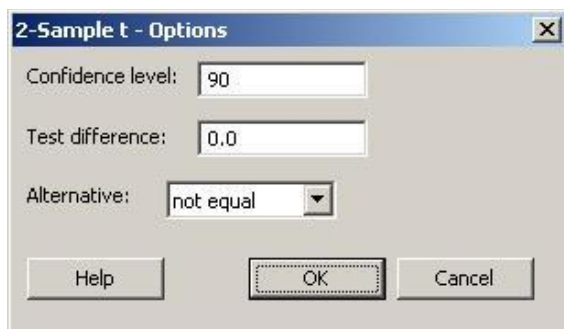 2-Sample t - Options
Confidence level: 90
Test difference: 0.0
Alternative: not equal
Help OK Cancel